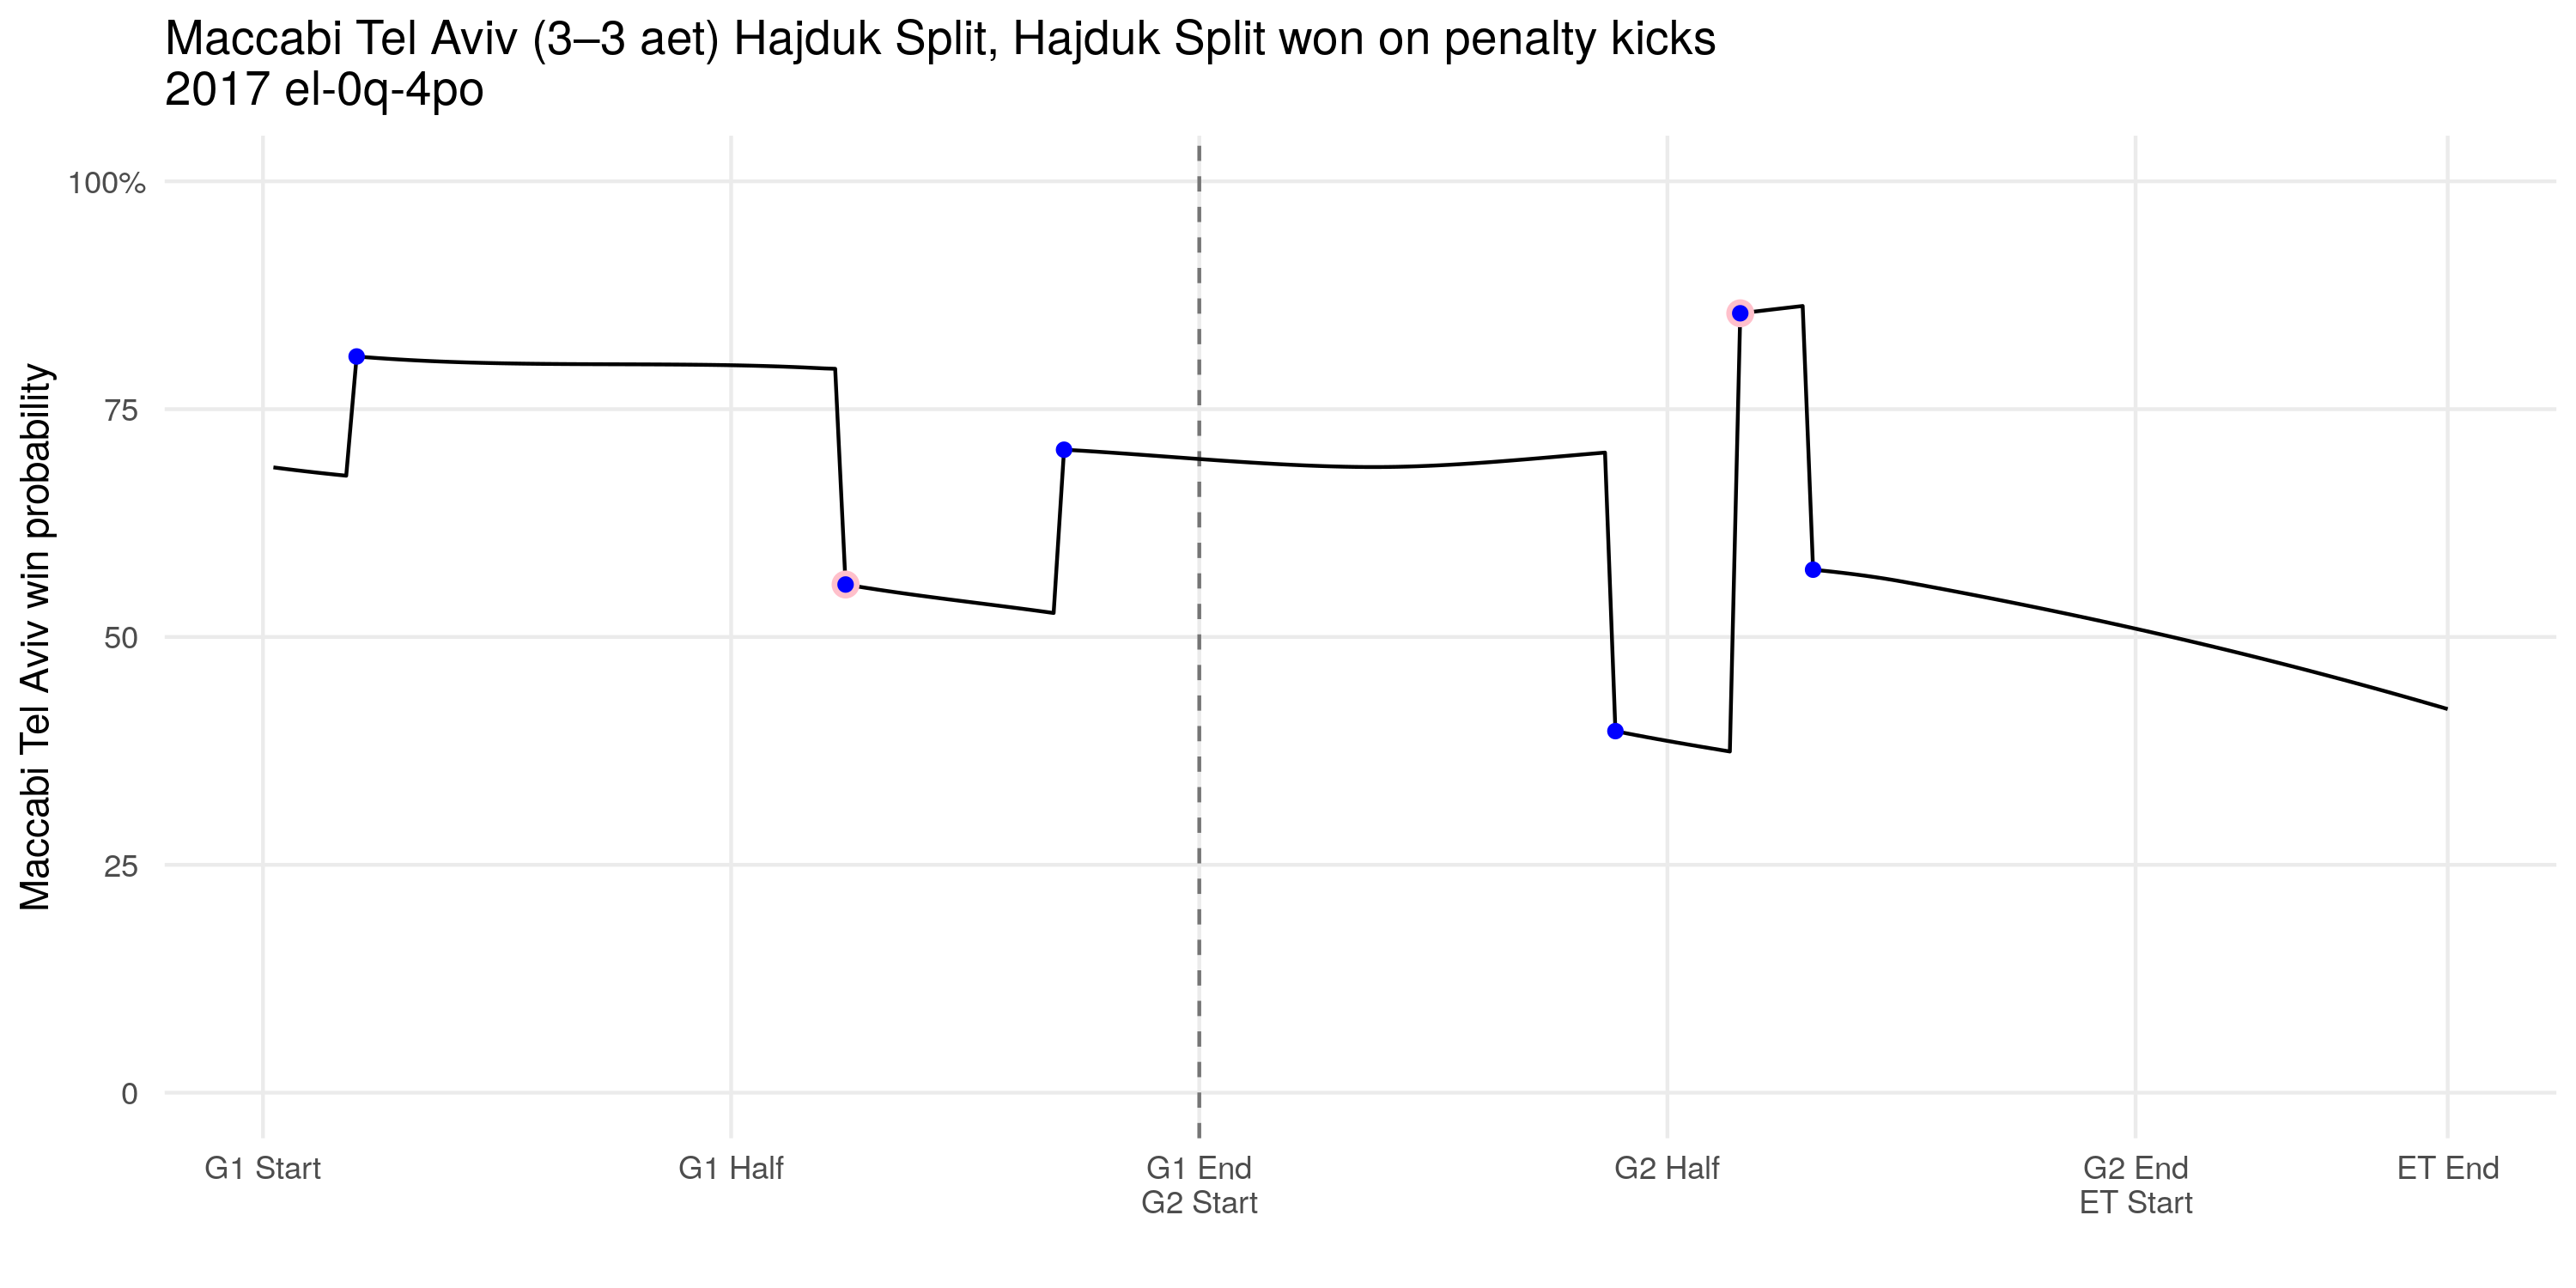 Maccabi Tel Aviv (3–3 aet) Hajduk Split, Hajduk Split won on penalty kicks
2017 el-0q-4po
Maccabi Tel Aviv win probability
100%
75
50
25
0
G1 Start
G1 Half
G1 End
G2 Start
G2 Half
G2 End
ET Start
ET End